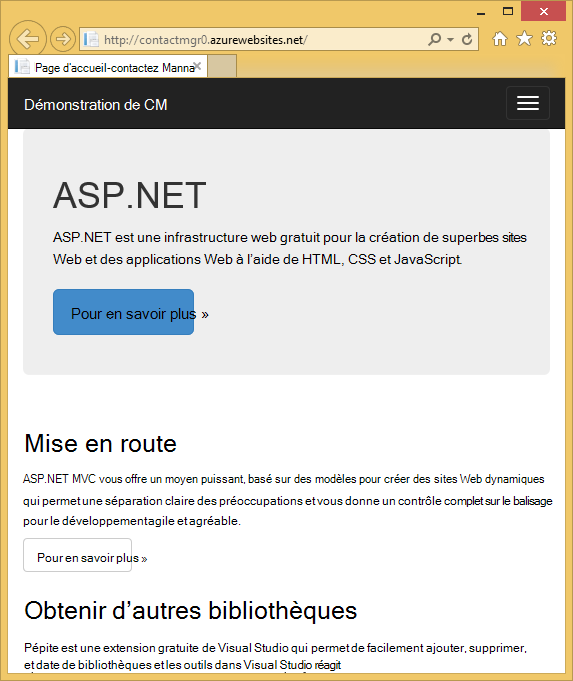 http://contactmgr0.azurewebsites.net/
Page d'accueil-contactez Manna
Démonstration de CM
ASP.NET
ASP.NET est une infrastructure web gratuit pour la création de superbes sites
Web et des applications Web à l'aide de HTML, CSS et JavaScript.
Pour en savoir plus »
Mise en route
ASP.NET MVC vous offre un moyen puissant, basé sur des modèles pour créer des sites Web dynamiques
qui permet une séparation claire des préoccupations et vous donne un contrôle complet sur le balisage
pour le développement agile et agréable.
Pour en savoir plus »
Obtenir d'autres bibliothèques
Pépite est une extension gratuite de Visual Studio qui permet de facilement ajouter, supprimer,
et date de bibliothèques et les outils dans Visual Studio réagit